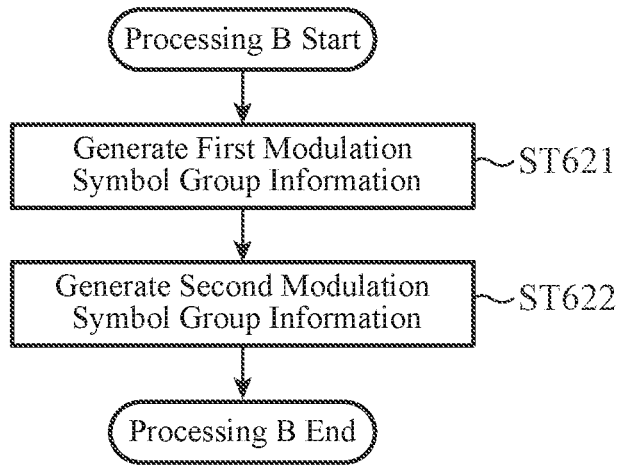 Processing B Start
Generate First Modulation
Symbol Group Information
ST621
Generate Second Modulation
Symbol Group Information
ST622
Processing B End